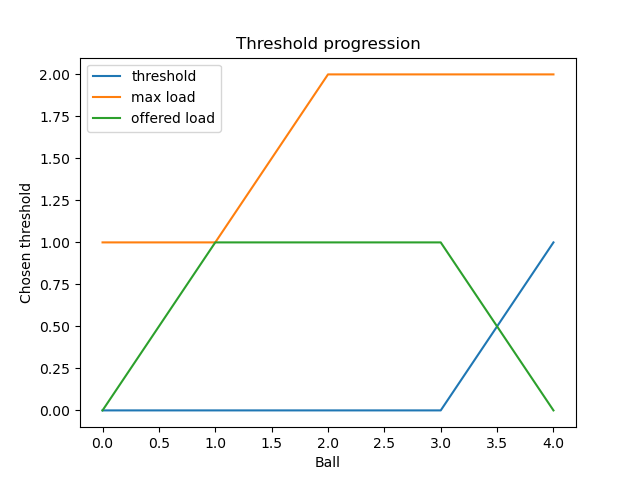 Threshold progression
threshold
max load
offered load
2.00
1.75
1.50
1.25
1.00
0.75
0.50
0.25
0.00
Chosen threshold
0.0 0.5 1.0 1.5 2.0 2.5 3.0 3.5 4.0
Ball